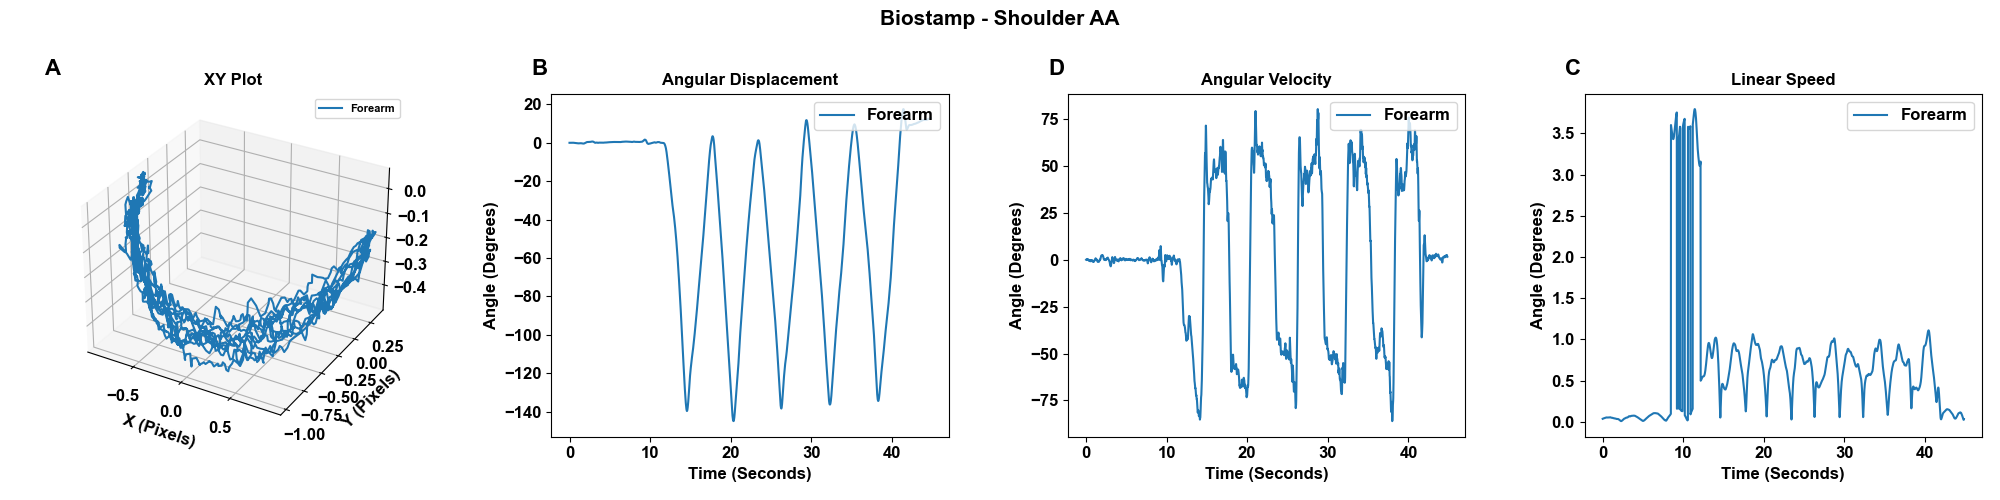 Biostamp - Shoulder AA
A
XY Plot
Forearm
0.0
−0.1
−0.2
−0.3
−0.4
0.25
0.00
−0.25
−0.50
−0.75
−1.00
Y (Pixels)
−0.5
0.0
0.5
X (Pixels)
B
Angular Displacement
Forearm
20
0
−20
−40
−60
−80
−100
−120
−140
Angle (Degrees)
0 10 20 30 40
Time (Seconds)
D
Angular Velocity
Forearm
75
50
25
0
−25
−50
−75
Angle (Degrees)
0 10 20 30 40
Time (Seconds)
C
Linear Speed
Forearm
3.5
3.0
2.5
2.0
1.5
1.0
0.5
0.0
Angle (Degrees)
0 10 20 30 40
Time (Seconds)